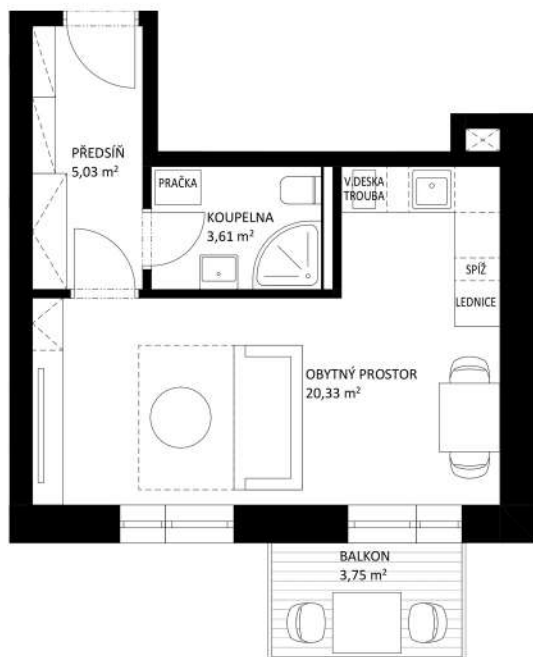 PŘEDSÍŇ
5,03 m²
PRAČKA
KOUPELNA
3,61 m²
V.DESKA
TROUBA
SPÍŽ
LEDNICE
OBYTNÝ PROSTOR
20,33 m²
BALKON
3,75 m²